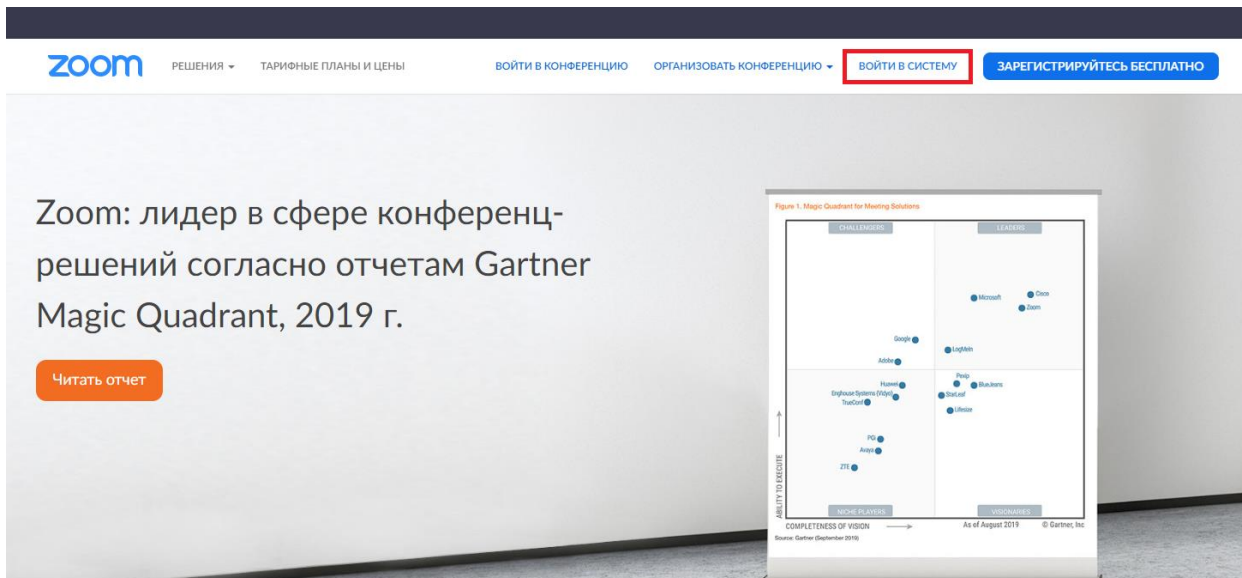 zoom
РЕШЕНИЯ
ТАРИФНЫЕ ПЛАНЫ И ЦЕНЫ
ВОЙТИ В КОНФЕРЕНЦИЮ
ОРГАНИЗОВАТЬ КОНФЕРЕНЦИЮ
ВОЙТИ В СИСТЕМУ
ЗАРЕГИСТРИРУЙТЕСЬ БЕСПЛАТНО
Zoom: лидер в сфере конференц-
решений согласно отчетам Gartner
Magic Quadrant, 2019 г.
Читать отчет
Figure 1. Magic Quadrant for Meeting Solutions
CHALLENGERS
LEADERS
Microsoft
Cisco
Zoom
Google
LogMeIn
Adobe
Pexip
Huawei
BlueJeans
Enghouse Systems (Vidyo)
StarLeaf
TrueConf
Lifesize
PGi
Avaya
ZTE
ABILITY TO EXECUTE
NICHE PLAYERS
VISIONARIES
COMPLETENESS OF VISION
As of August 2019
© Gartner, Inc
Source: Gartner (September 2019)